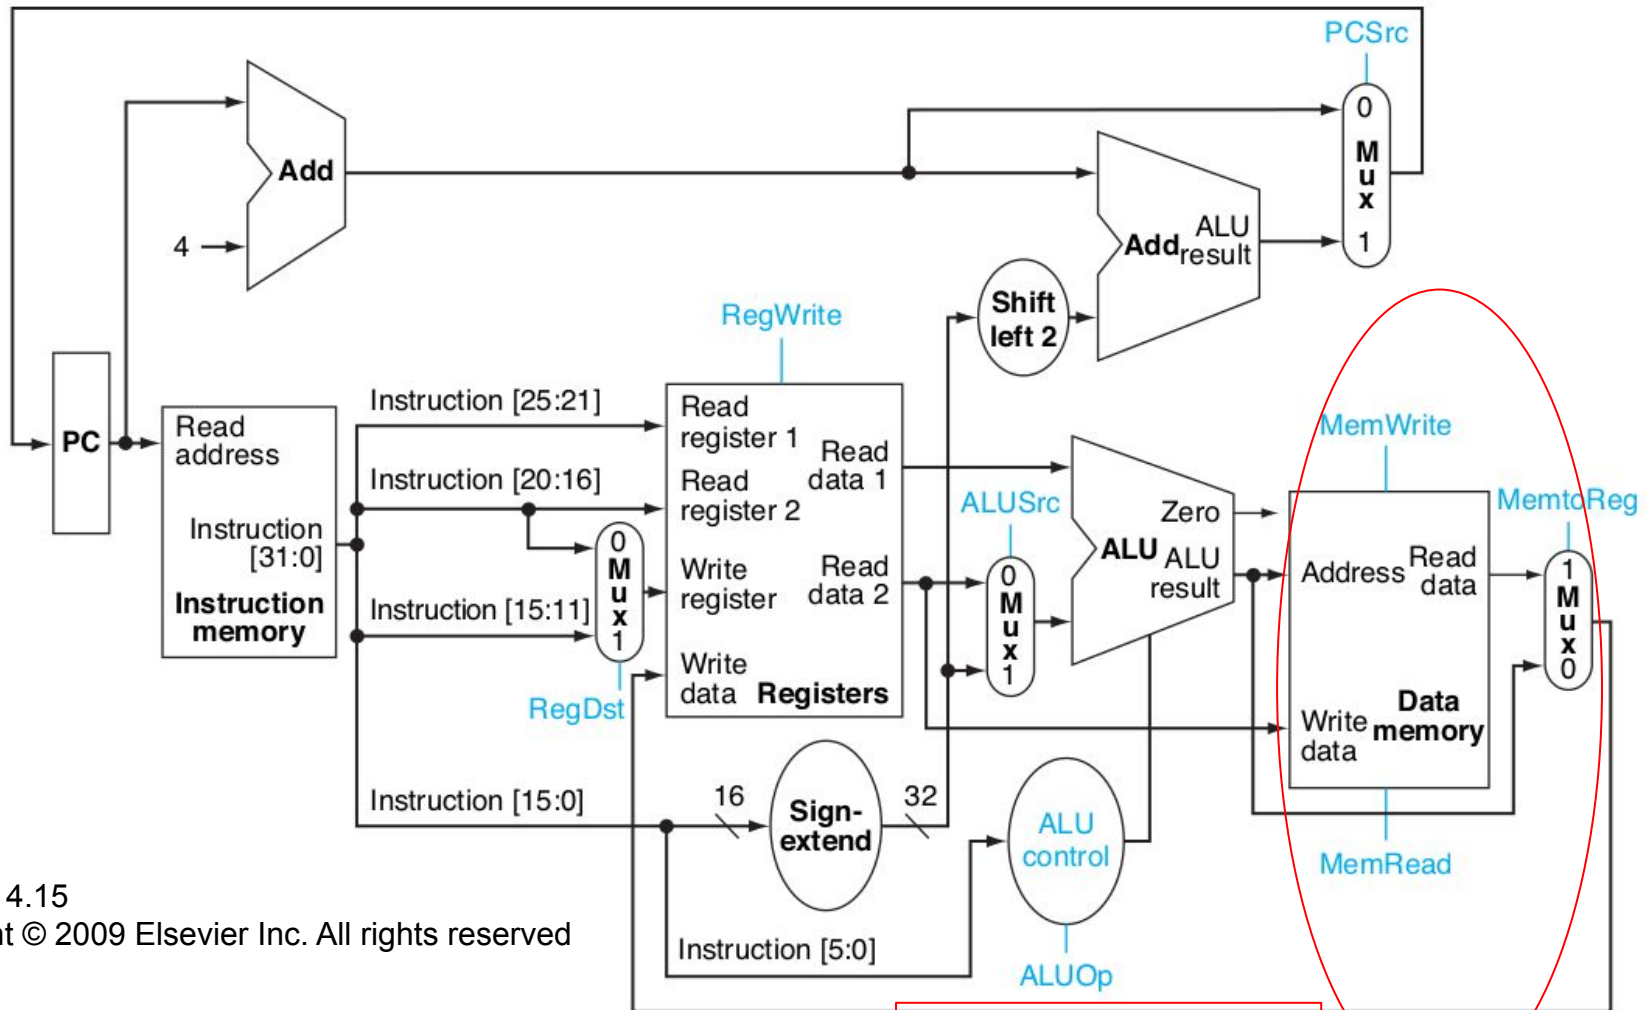 PCSrc
0
M
u
x
1
Add
4
Add
ALU
result
Shift
left 2
RegWrite
PC
Read
address
Instruction
[31:0]
Instruction
memory
Instruction [25:21]
Instruction [20:16]
Instruction [15:11]
Instruction [15:0]
0
M
u
x
1
RegDst
Read
register 1
Read
register 2
Write
register
Write
data
Read
data 1
Read
data 2
Registers
16
Sign-
extend
32
ALUSrc
0
M
u
x
1
Zero
ALU
ALU
result
ALU
control
ALUOp
Instruction [5:0]
MemWrite
Address
Read
data
Write
data
Data
memory
MemRead
MemtoReg
1
M
u
x
0
4.15
© 2009 Elsevier Inc. All rights reserved